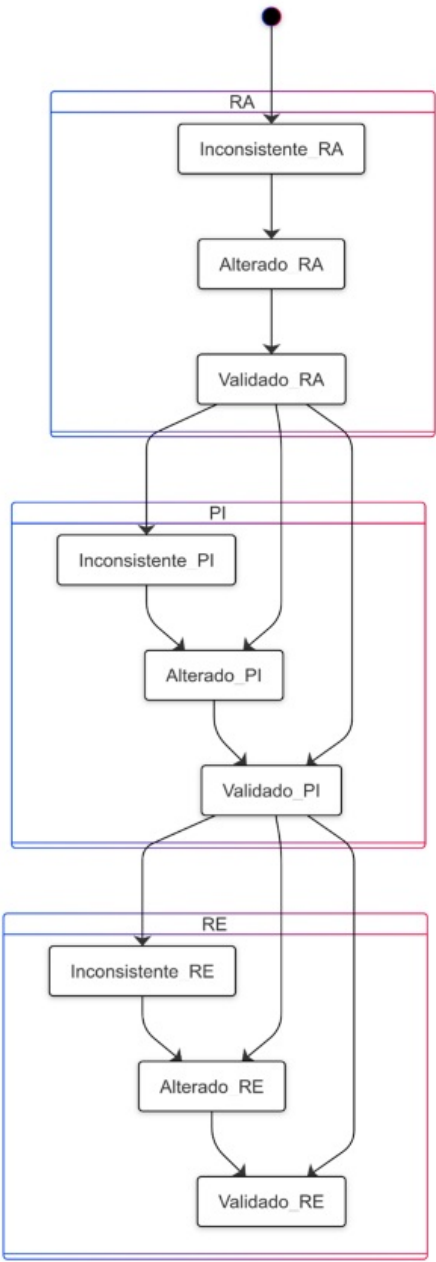 RA
Inconsistente_RA
Alterado_RA
Validado_RA
PI
Inconsistente_PI
Alterado_PI
Validado_PI
RE
Inconsistente_RE
Alterado_RE
Validado_RE